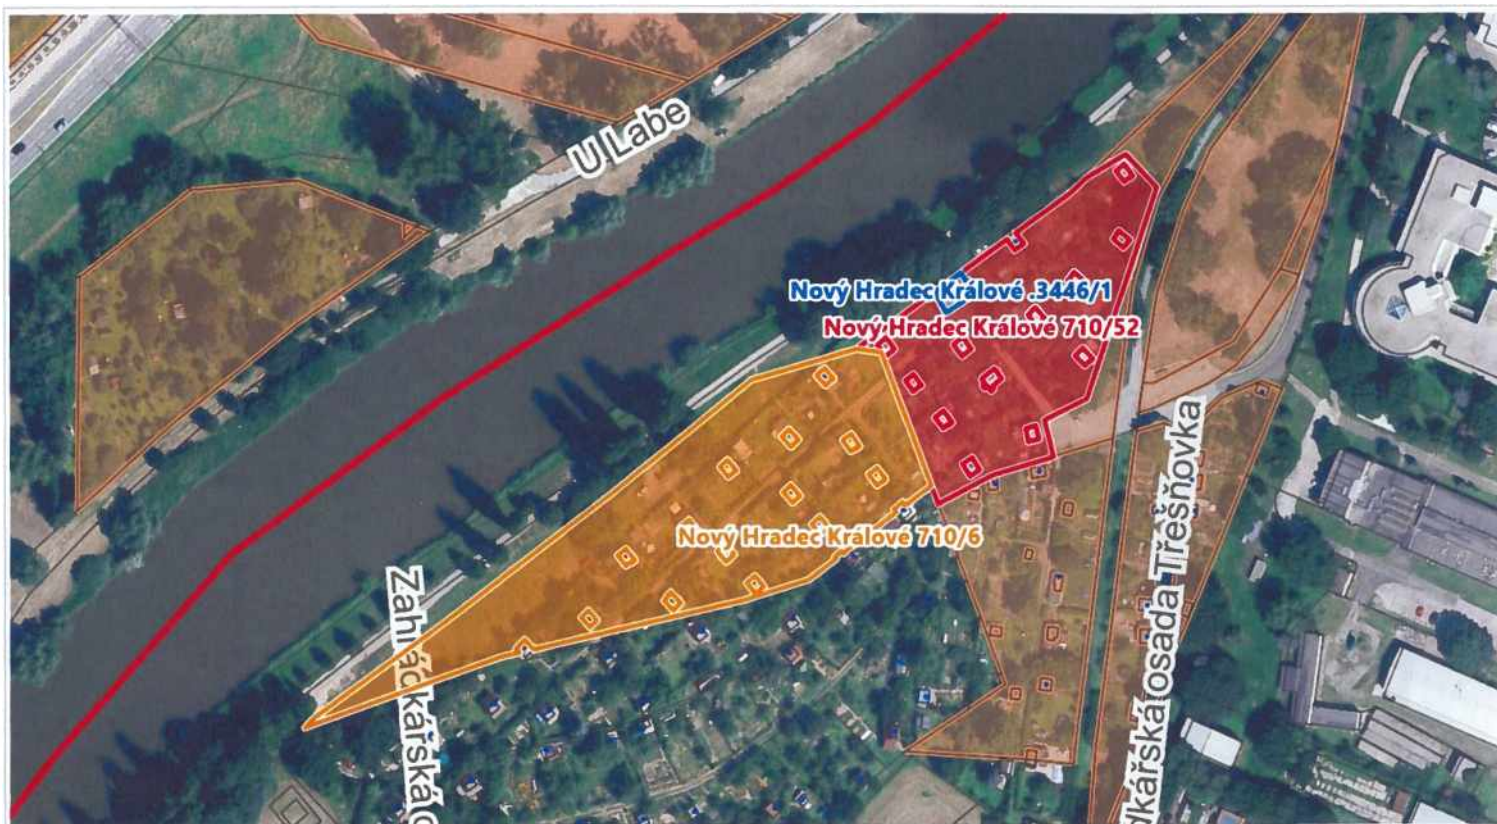 U Labe
Nový Hradec Králové .3446/1
Nový Hradec Králové 710/52
Nový Hradec Králové 710/6
Zahrádkářská o
dkářská osada Třešňovka